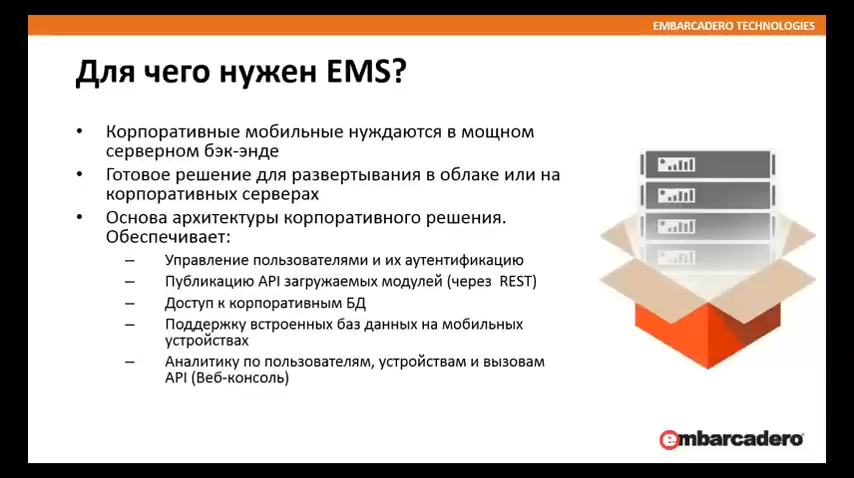 EMBARCADERO TECHNOLOGIES
Для чего нужен EMS?
• Корпоративные мобильные нуждаются в мощном
серверном бэк-энде
• Готовое решение для развертывания в облаке или на
корпоративных серверах
• Основа архитектуры корпоративного решения.
Обеспечивает:
– Управление пользователями и их аутентификацию
– Публикацию API загружаемых модулей (через REST)
– Доступ к корпоративным БД
– Поддержку встроенных баз данных на мобильных
устройствах
– Аналитику по пользователям, устройствам и вызовам
API (Веб-консоль)
embarcadero